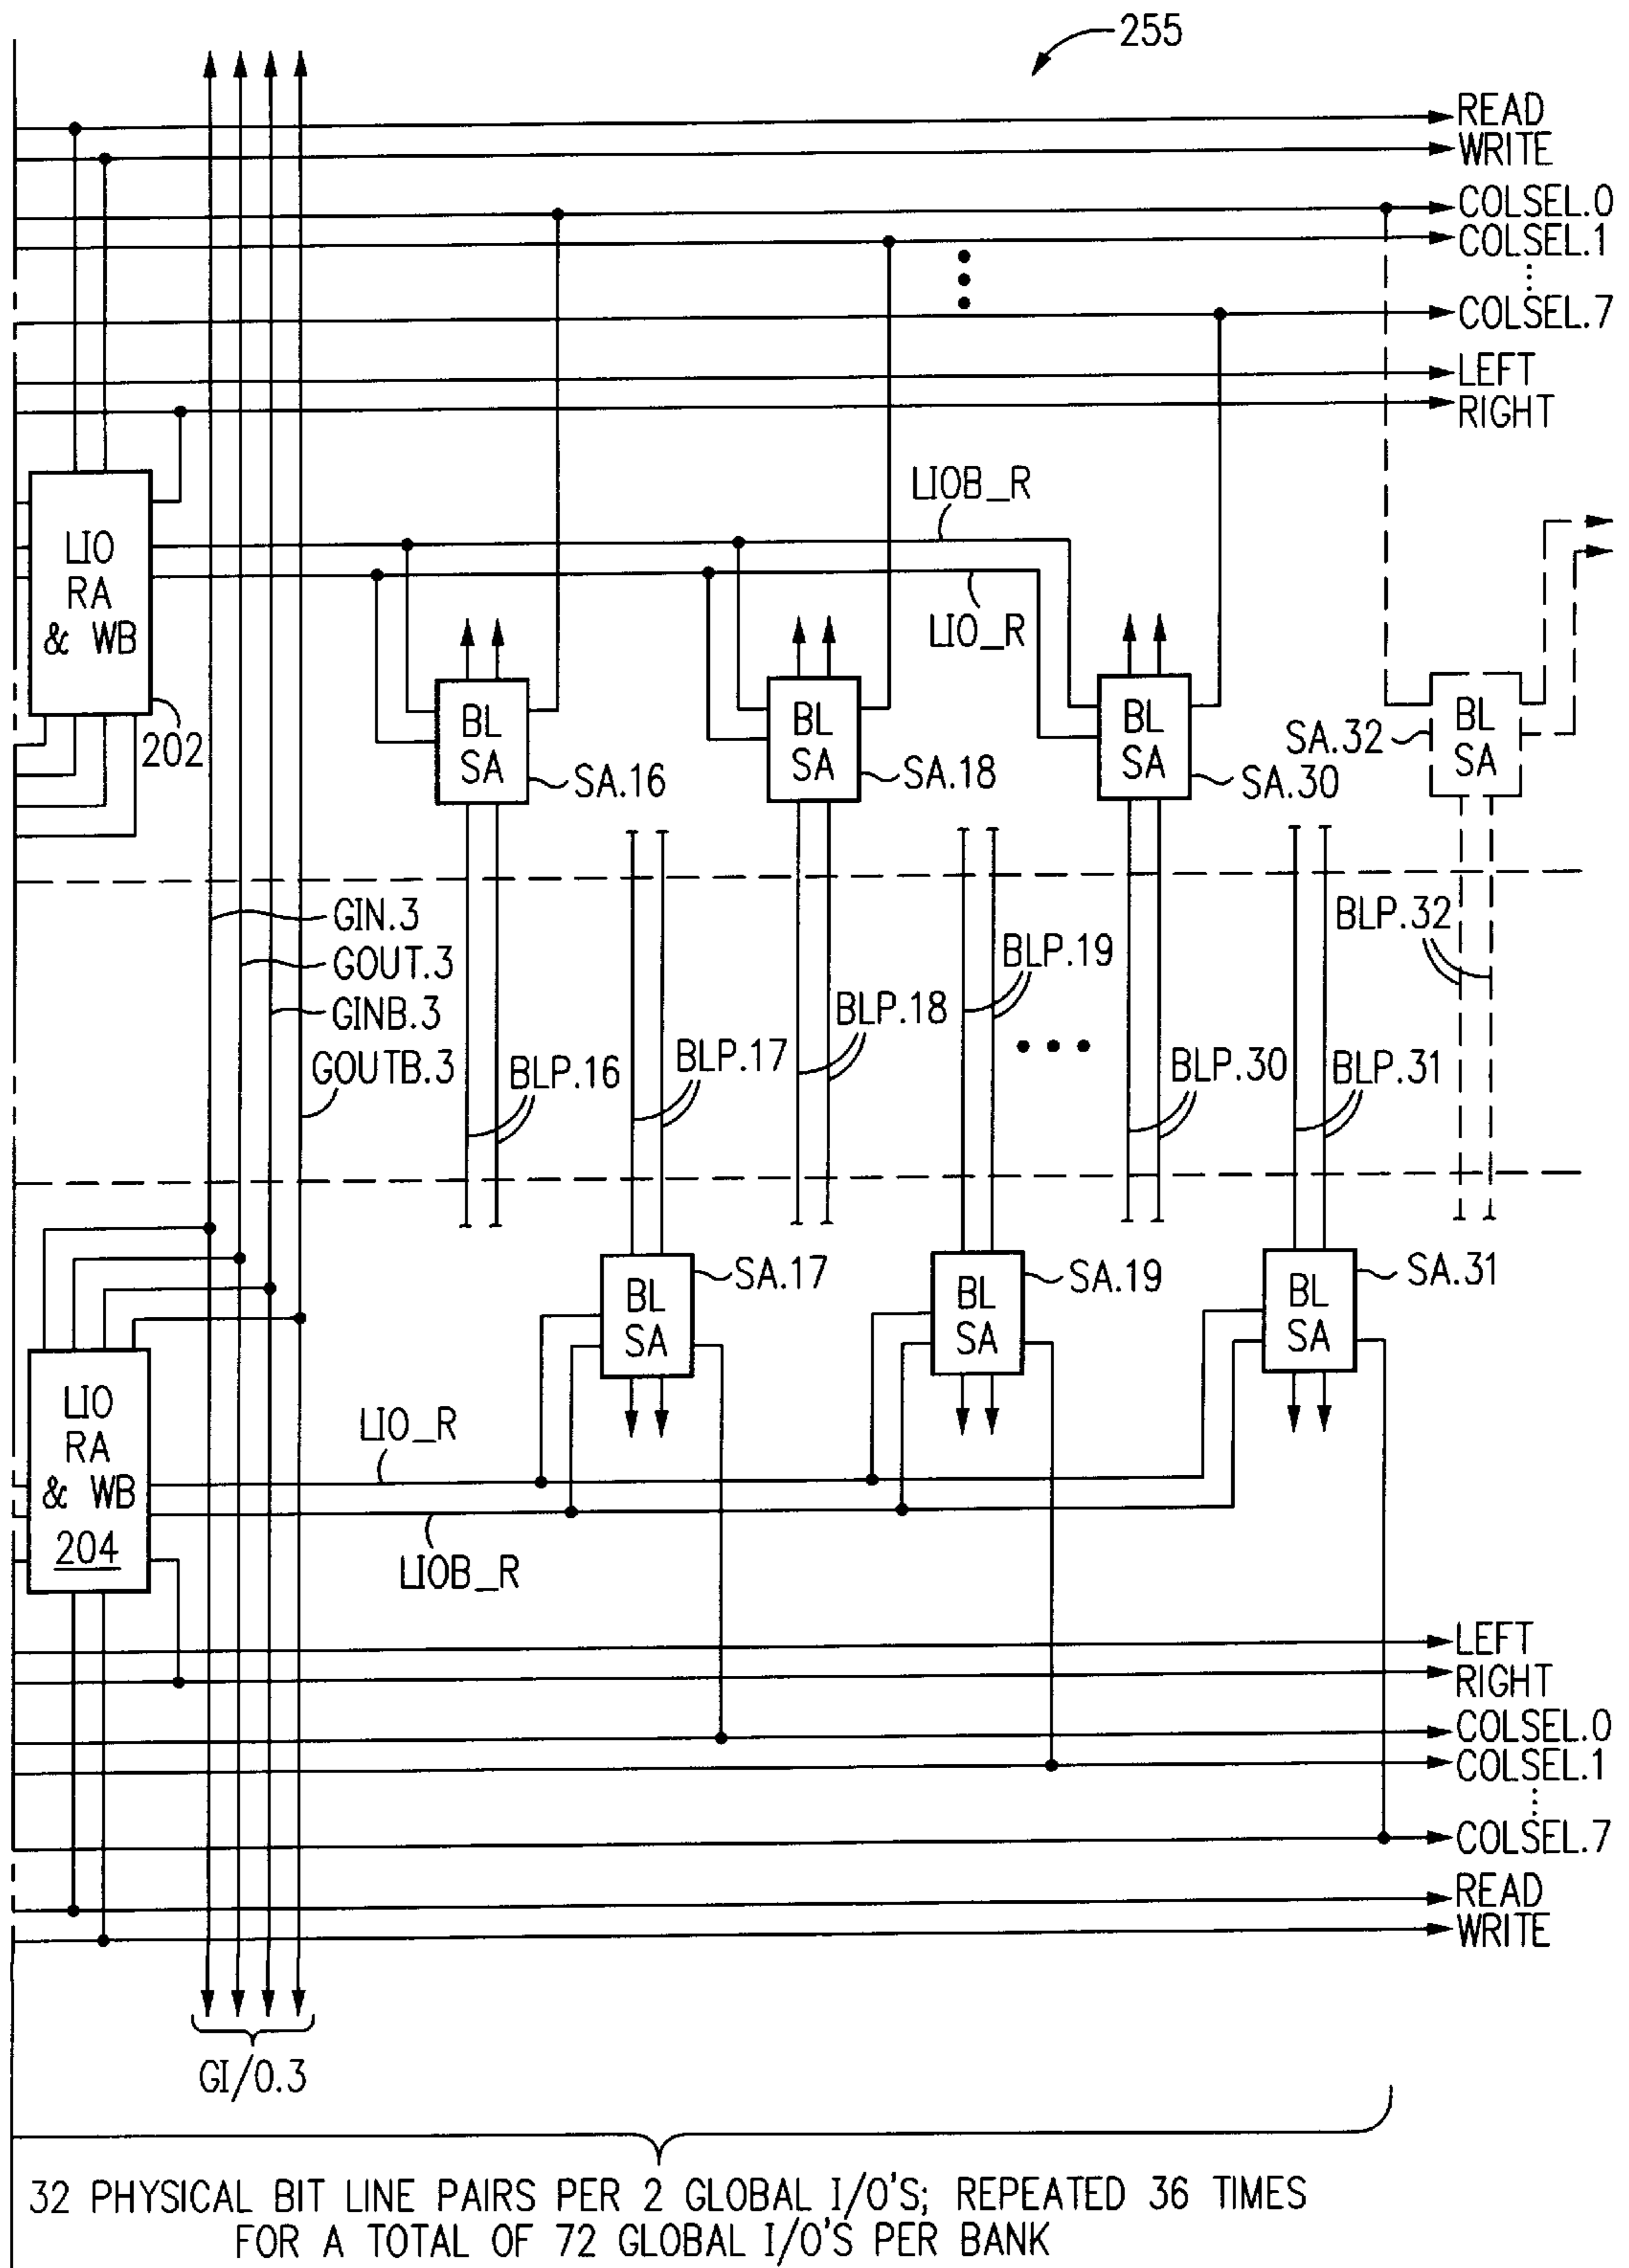 255
READ
WRITE
COLSEL.0
COLSEL.1
COLSEL.7
LEFT
RIGHT
LIOB_R
LIO
RA
& WB
LIO_R
202
BL
SA
SA.16
BL
SA
SA.18
BL
SA
SA.30
SA.32
BL
SA
GIN.3
GOUT.3
GINB.3
GOUTB.3
BLP.16
BLP.17
BLP.18
BLP.19
BLP.30
BLP.31
BLP.32
BL
SA
SA.17
BL
SA
SA.19
BL
SA
SA.31
LIO
RA
& WB
204
LIO_R
LIOB_R
LEFT
RIGHT
COLSEL.0
COLSEL.1
COLSEL.7
READ
WRITE
GI/O.3
32 PHYSICAL BIT LINE PAIRS PER 2 GLOBAL I/O'S; REPEATED 36 TIMES
FOR A TOTAL OF 72 GLOBAL I/O'S PER BANK